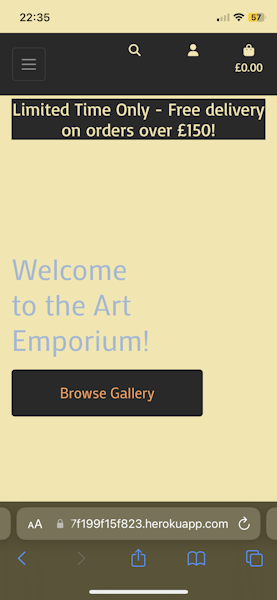 22:35
57
£0.00
Limited Time Only - Free delivery
on orders over £150!
Welcome
to the Art
Emporium!
Browse Gallery
AA 7f199f15f823.herokuapp.com